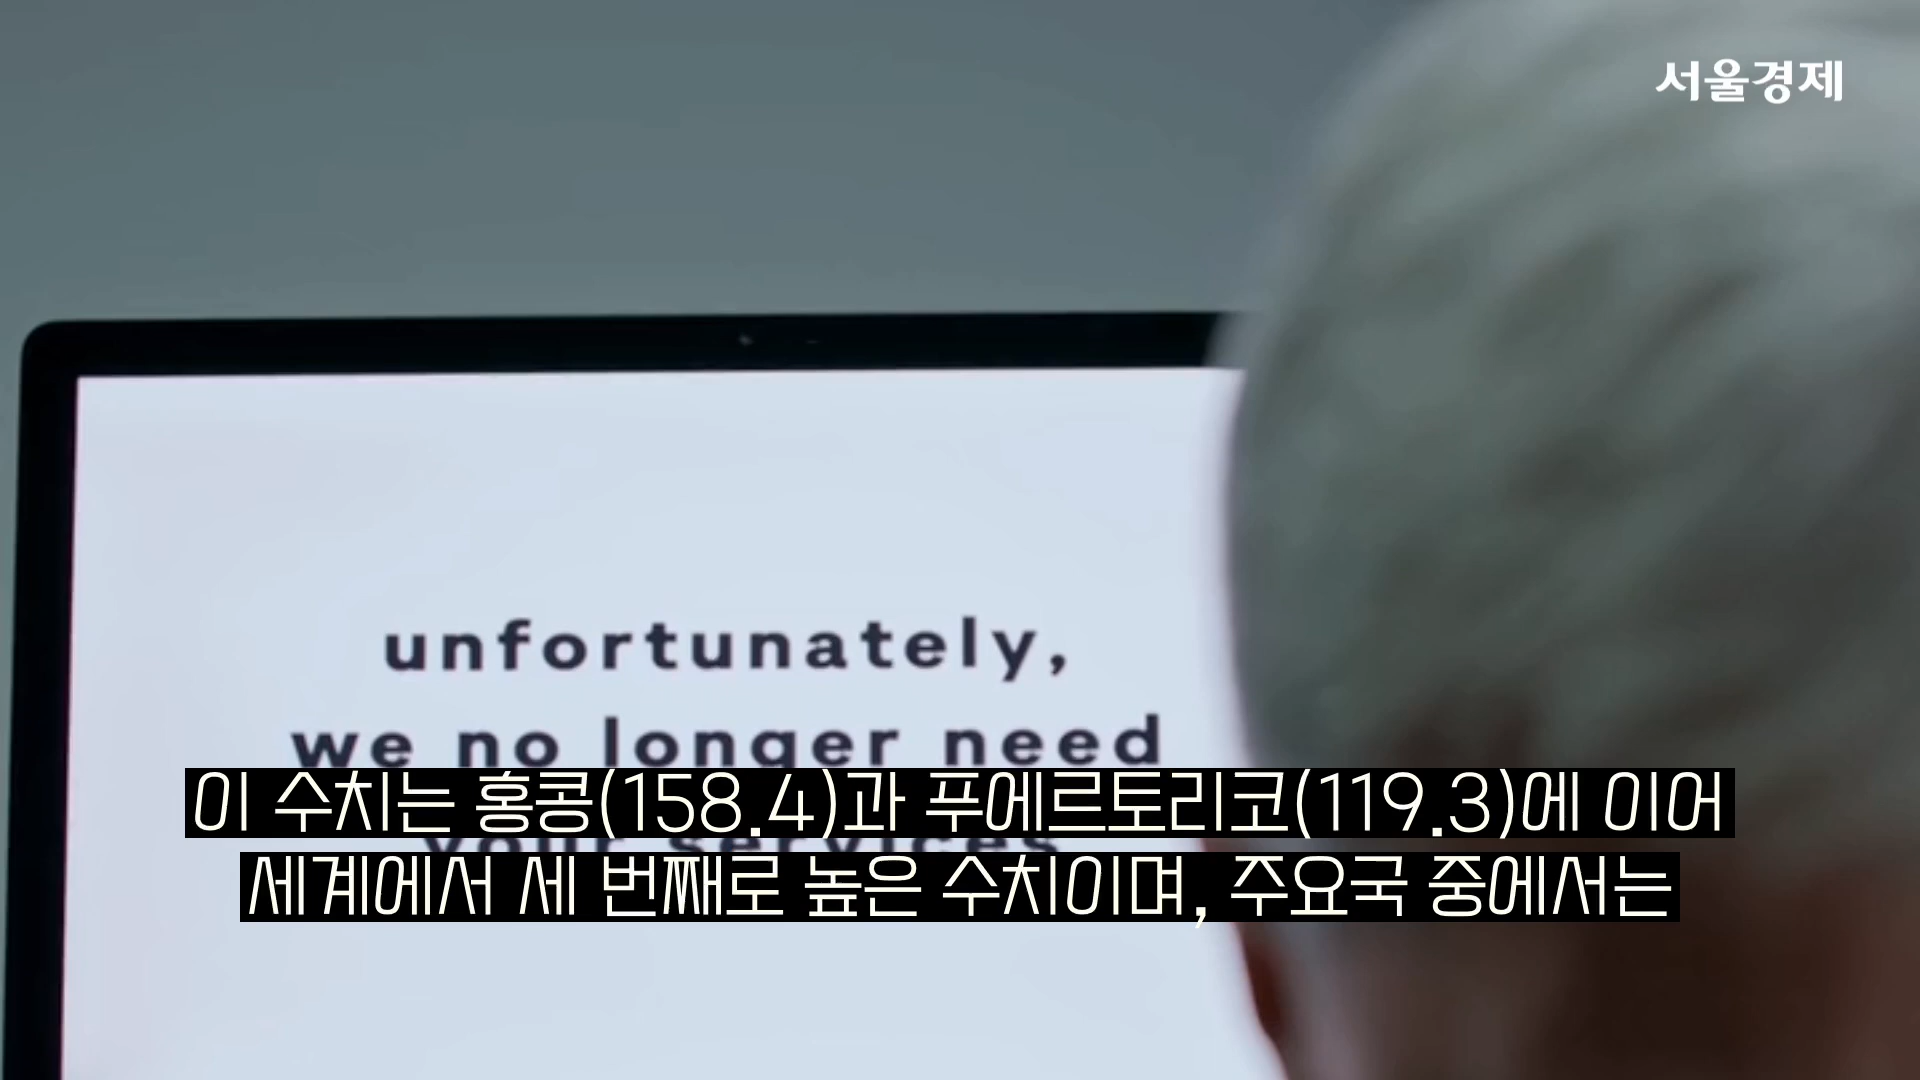 서울경제
unfortunately,
we no longer need
your services
이 수치는 홍콩(158.4)과 푸에르토리코(119.3)에 이어
세계에서 세 번째로 높은 수치이며, 주요국 중에서는